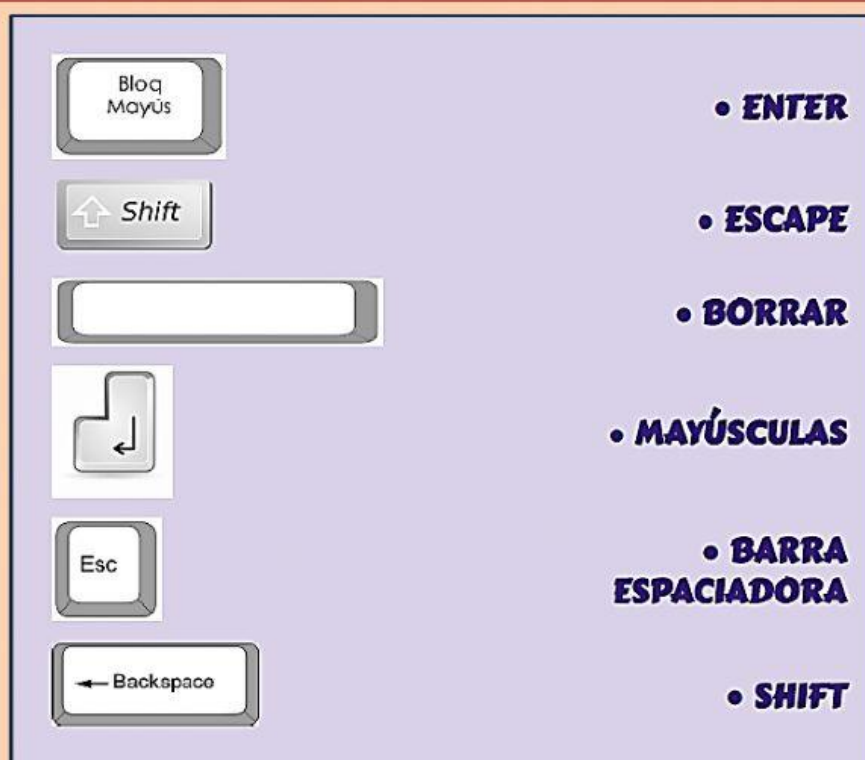 Bloq
Mayús
• ENTER
Shift
• ESCAPE
• BORRAR
• MAYÚSCULAS
Esc
• BARRA
ESPACIADORA
Backspace
• SHIFT